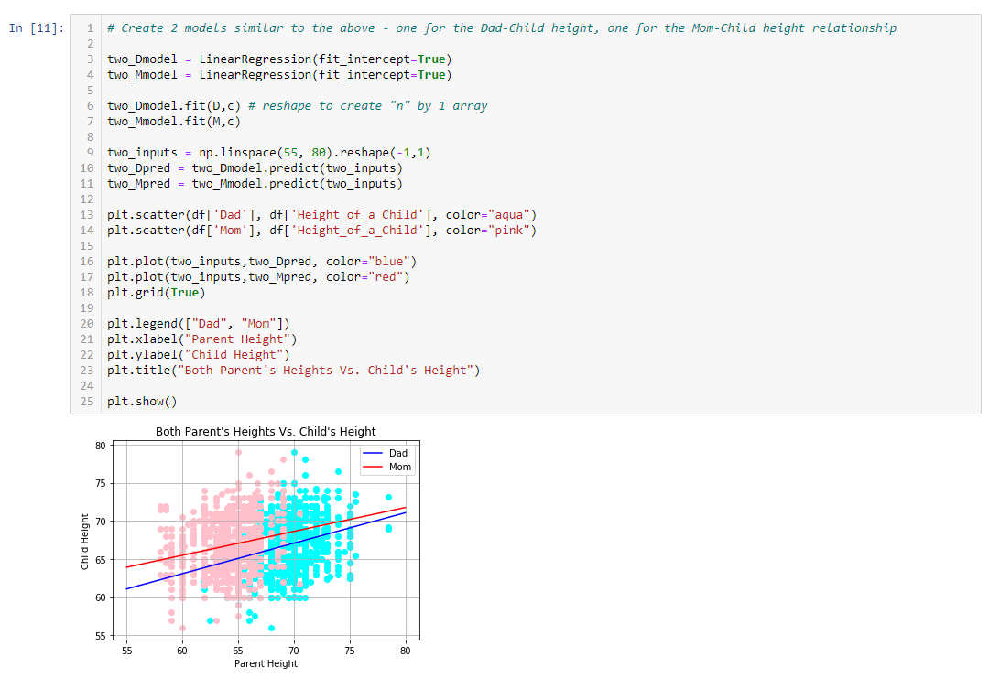 In [11]:
1 # Create 2 models similar to the above - one for the Dad-Child height, one for the Mom-Child height relationship
2
3 two_Dmodel = LinearRegression(fit_intercept=True)
4 two_Mmodel = LinearRegression(fit_intercept=True)
5
6 two_Dmodel.fit(D,c) # reshape to create "n" by 1 array
7 two_Mmodel.fit(M,c)
8
9 two_inputs = np.linspace(55, 80).reshape(-1,1)
10 two_Dpred = two_Dmodel.predict(two_inputs)
11 two_Mpred = two_Mmodel.predict(two_inputs)
12
13 plt.scatter(df['Dad'], df['Height_of_a_Child'], color="aqua")
14 plt.scatter(df['Mom'], df['Height_of_a_Child'], color="pink")
15
16 plt.plot(two_inputs,two_Dpred, color="blue")
17 plt.plot(two_inputs,two_Mpred, color="red")
18 plt.grid(True)
19
20 plt.legend(["Dad", "Mom"])
21 plt.xlabel("Parent Height")
22 plt.ylabel("Child Height")
23 plt.title("Both Parent's Heights Vs. Child's Height")
24
25 plt.show()
Both Parent's Heights Vs. Child's Height
80
75
70
65
60
55
Child Height
Dad
Mom
55 60 65 70 75 80
Parent Height